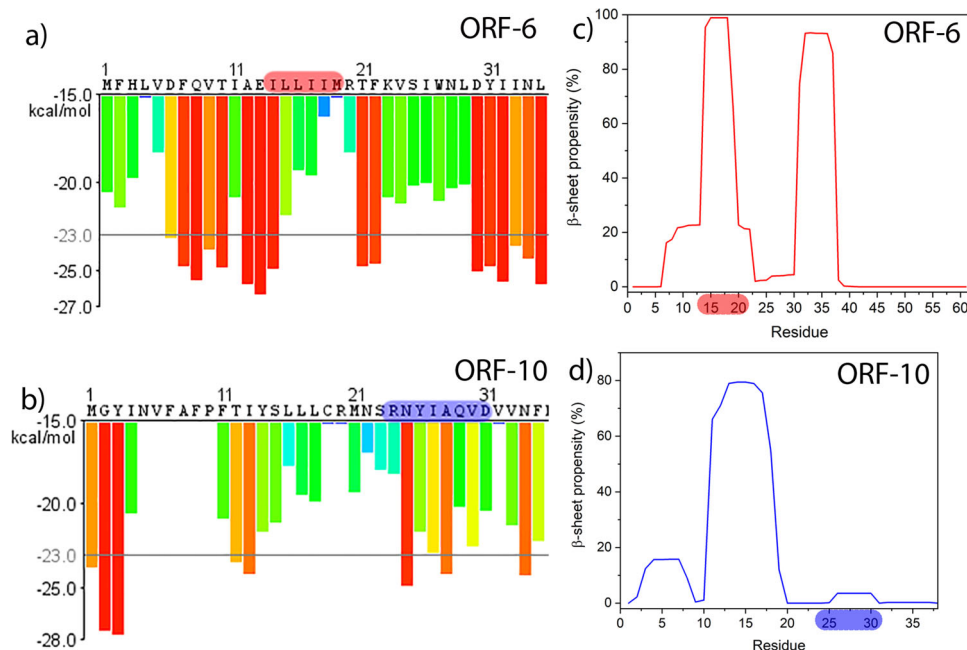 a)
ORF-6
1 11 21 31
MFHLVDFQVTIAEILLIIMRTFKVSIWNLDYIINL
-15.0
kcal/mol
-20.0
-23.0
-25.0
-27.0
c)
ORF-6
β-sheet propensity (%)
100
80
60
40
20
0
0 5 10 15 20 25 30 35 40 45 50 55 60
Residue
b)
ORF-10
1 11 21 31
MGYINVFAFPFTIYSLLLCRMNSRNYIAQVDVVNF
-15.0
kcal/mol
-20.0
-23.0
-25.0
-28.0
d)
ORF-10
β-sheet propensity (%)
80
60
40
20
0
0 5 10 15 20 25 30 35
Residue